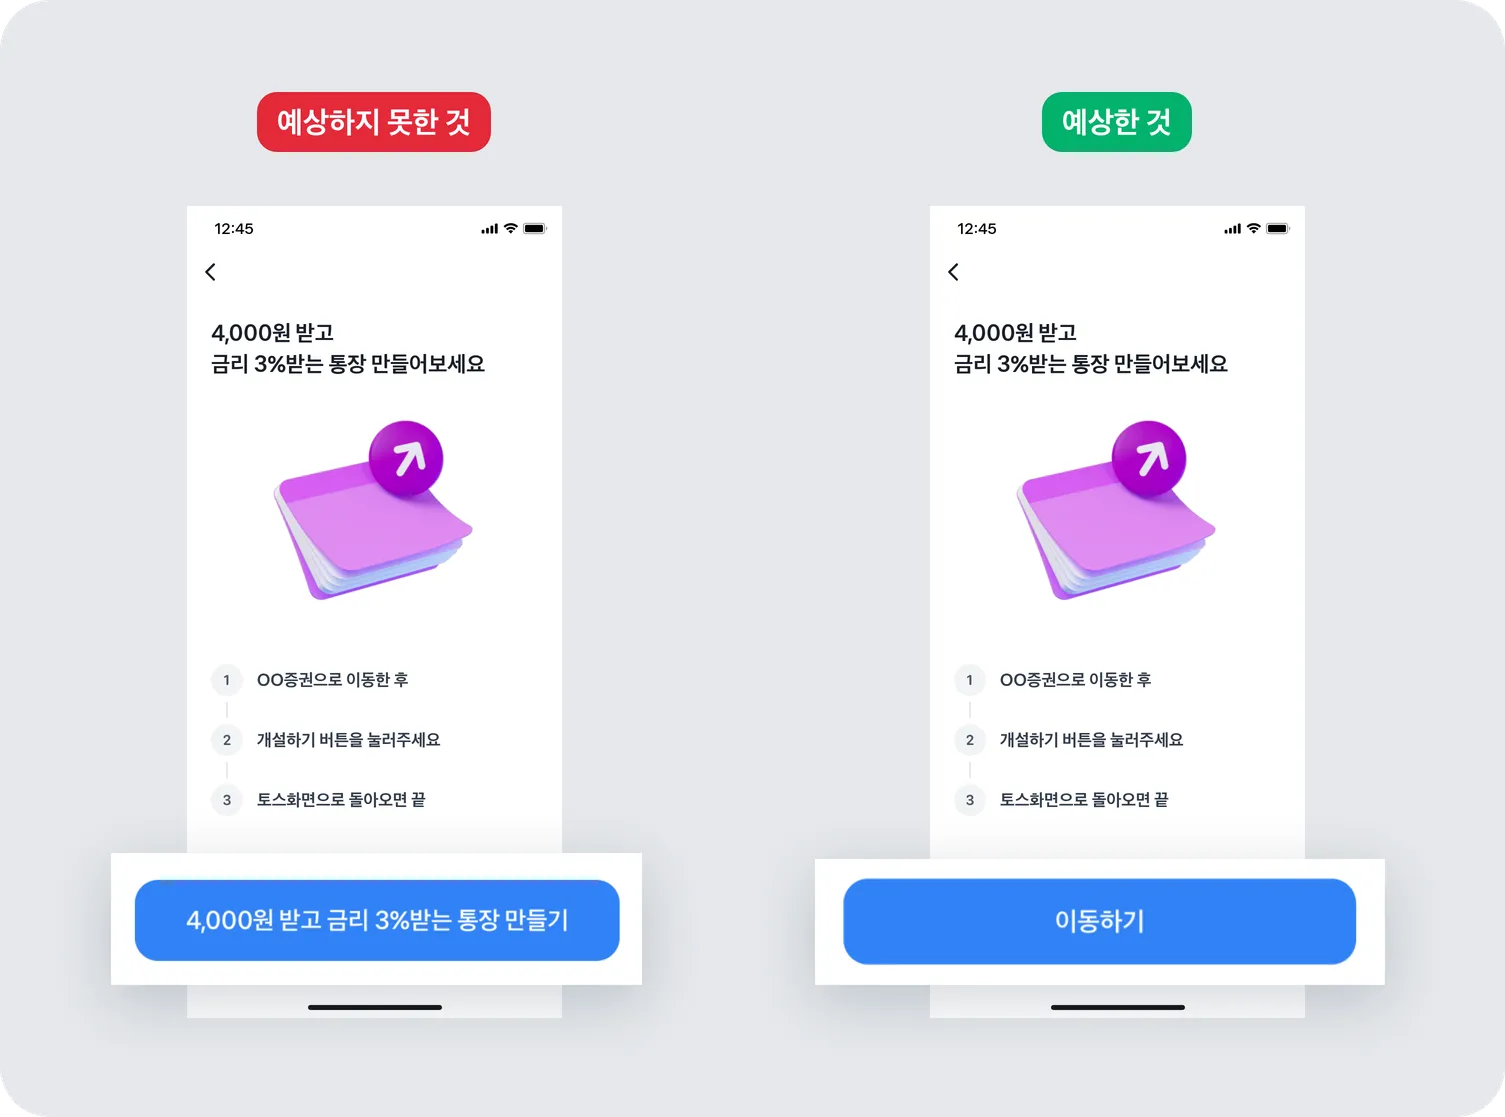 예상하지 못한 것
12:45
4,000원 받고
금리 3%받는 통장 만들어보세요
1 OO증권으로 이동한 후
2 개설하기 버튼을 눌러주세요
3 토스화면으로 돌아오면 끝
4,000원 받고 금리 3%받는 통장 만들기
예상한 것
12:45
4,000원 받고
금리 3%받는 통장 만들어보세요
1 OO증권으로 이동한 후
2 개설하기 버튼을 눌러주세요
3 토스화면으로 돌아오면 끝
이동하기